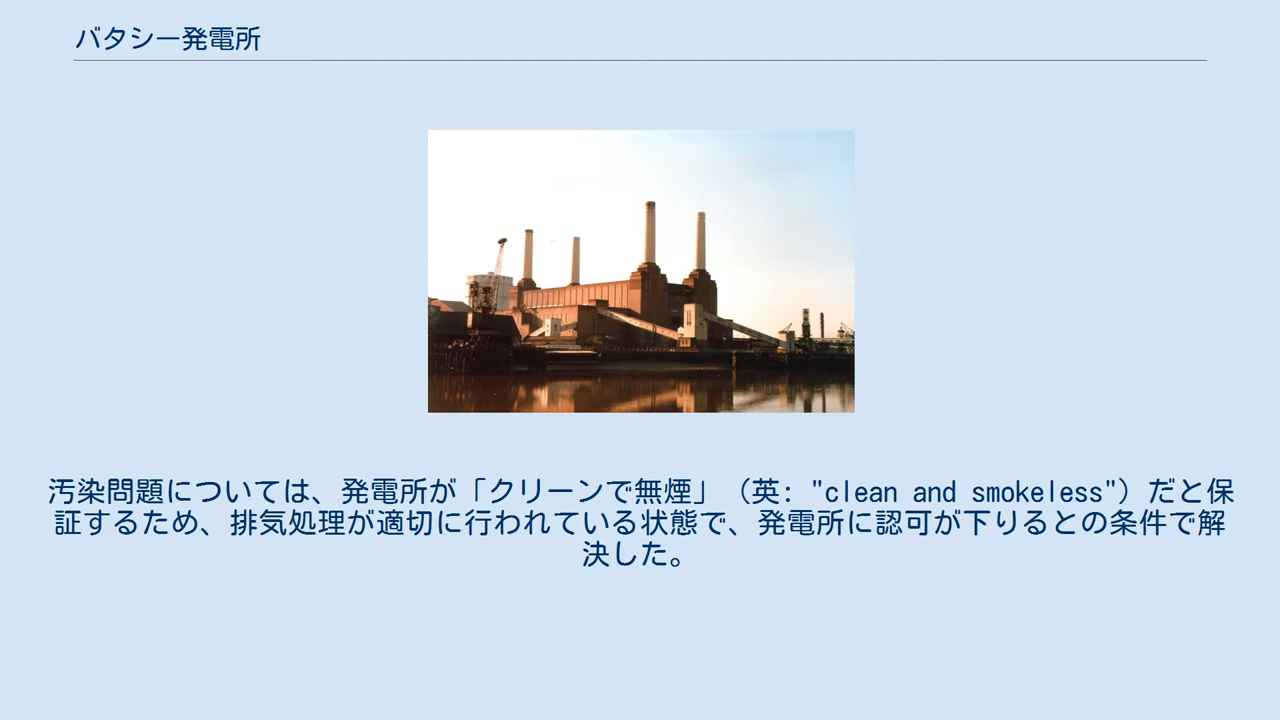 バタシー発電所
汚染問題については、発電所が「クリーンで無煙」（英: "clean and smokeless"）だと保
証するため、排気処理が適切に行われている状態で、発電所に認可が下りるとの条件で解
決した。